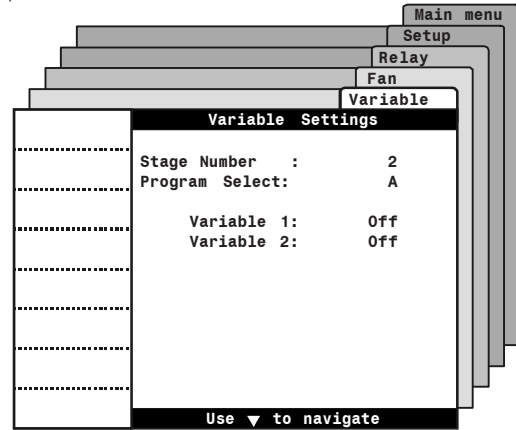 Main menu
Setup
Relay
Fan
Variable
Variable Settings
Stage Number : 2
Program Select: A
Variable 1: Off
Variable 2: Off
Use ▼ to navigate